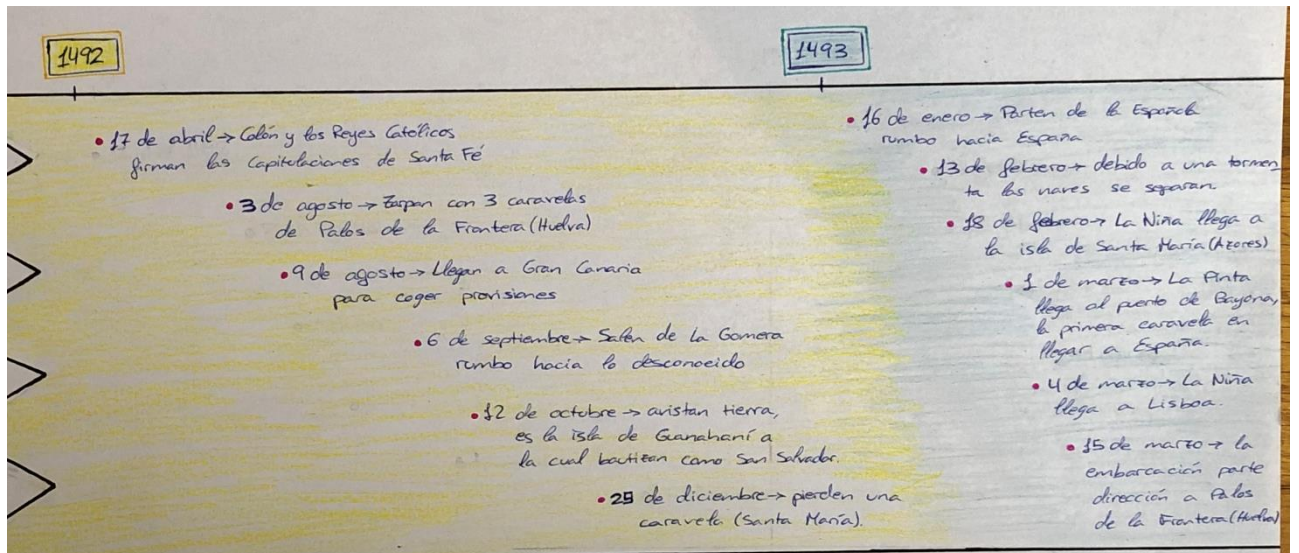 1492
1493
• 17 de abril → Colón y los Reyes Católicos
firman las Capitulaciones de Santa Fé
• 3 de agosto → Zarpan con 3 caravelas
de Palos de la Frontera (Huelva)
• 9 de agosto → Llegan a Gran Canaria
para coger provisiones
• 6 de septiembre → Salen de La Gomera
rumbo hacia lo desconocido
• 12 de octubre → avistan tierra,
es la isla de Guanahaní a
la cual bautizan como San Salvador.
• 25 de diciembre → pierden una
caravela (Santa María).
• 16 de enero → Parten de la Española
rumbo hacia España
• 13 de febrero → debido a una tormen
ta las naves se separan.
• 18 de febrero → La Niña llega a
la isla de Santa María (Azores)
• 1 de marzo → La Pinta
llega al puerto de Bayona,
la primera caravela en
llegar a España.
• 4 de marzo → La Niña
llega a Lisboa.
• 15 de marzo → la
embarcación parte
dirección a Palos
de la Frontera (Huelva)